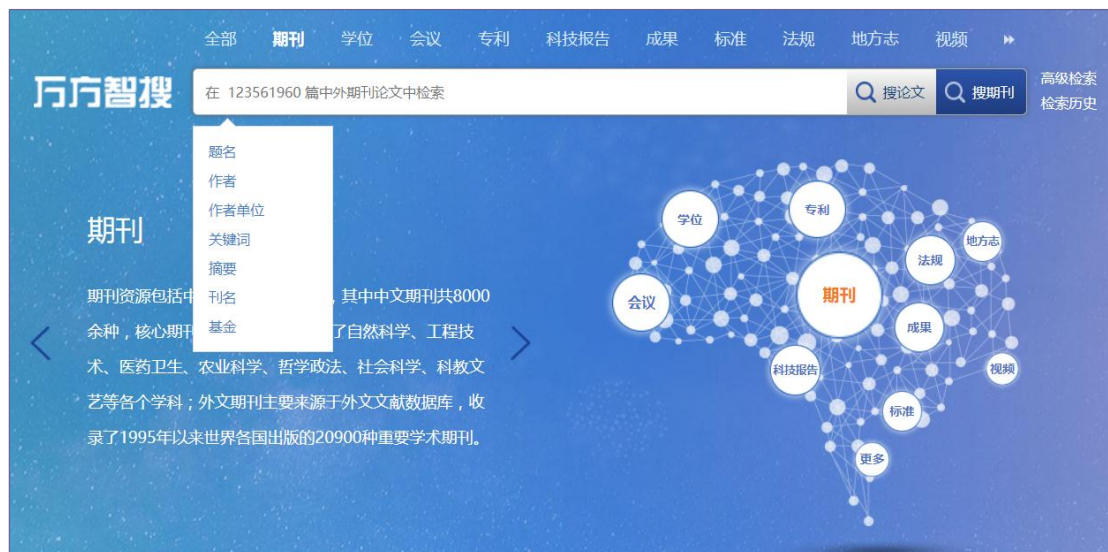 全部 期刊 学位 会议 专利 科技报告 成果 标准 法规 地方志 视频
万方智搜
在 123561960 篇中外期刊论文中检索
搜论文
搜期刊
高级检索
检索历史
题名
作者
作者单位
关键词
摘要
刊名
基金
期刊
期刊资源包括中 ,其中中文期刊共8000
余种,核心期刊 了自然科学、工程技
术、医药卫生、农业科学、哲学政法、社会科学、科教文
艺等各个学科;外文期刊主要来源于外文文献数据库,收
录了1995年以来世界各国出版的20900种重要学术期刊。
学位
专利
地方志
法规
会议
期刊
成果
科技报告
视频
标准
更多